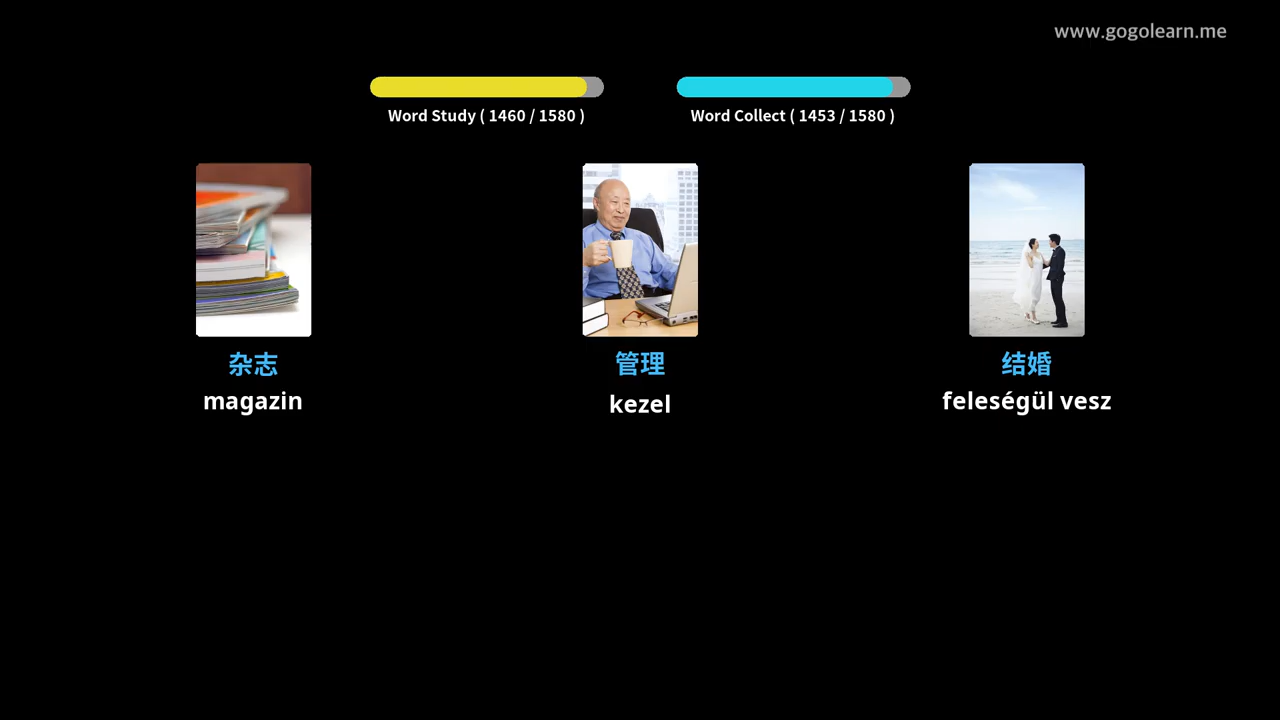 www.gogolearn.me
Word Study ( 1460 / 1580 )
Word Collect ( 1453 / 1580 )
杂志
管理
结婚
magazin
kezel
feleségül vesz